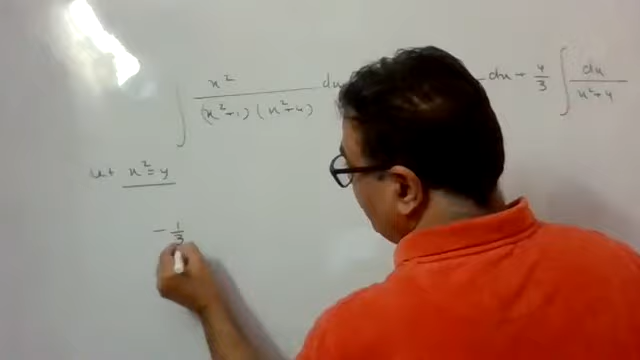 ∫ x² / (x²+1)(x²+4) dx dx + 4/3 ∫ dx / x²+4
Let x² = y
- 1/3